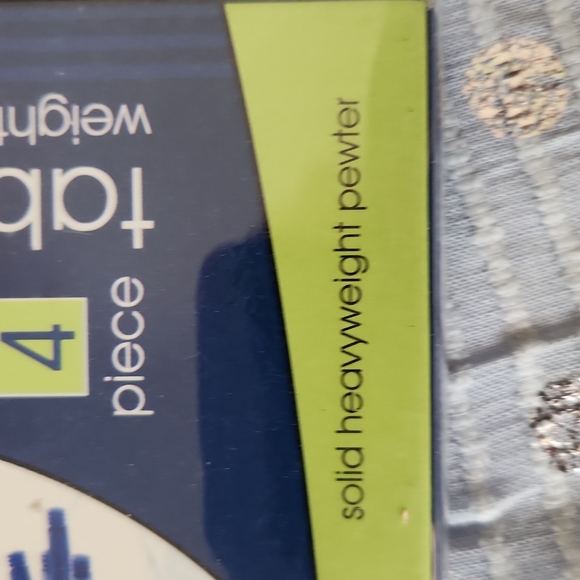 4
piece
tab
weight
solid heavyweight pewter